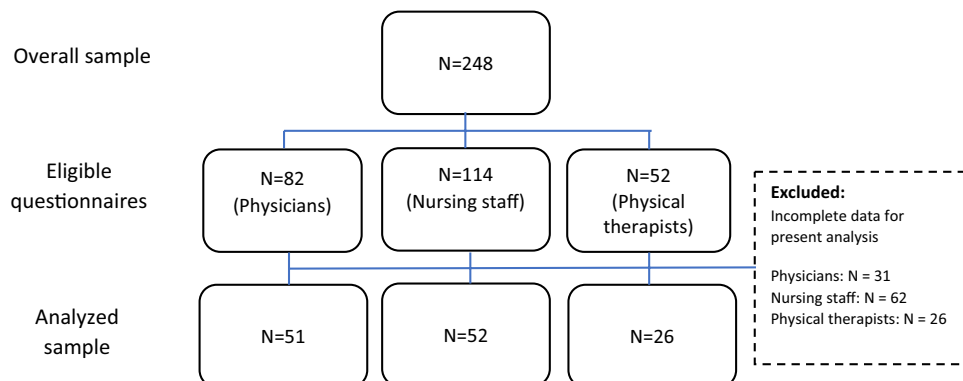 Overall sample
N=248
Eligible
questionnaires
N=82
(Physicians)
N=114
(Nursing staff)
N=52
(Physical
therapists)
Excluded:
Incomplete data for
present analysis
Physicians: N = 31
Nursing staff: N = 62
Physical therapists: N = 26
Analyzed
sample
N=51
N=52
N=26